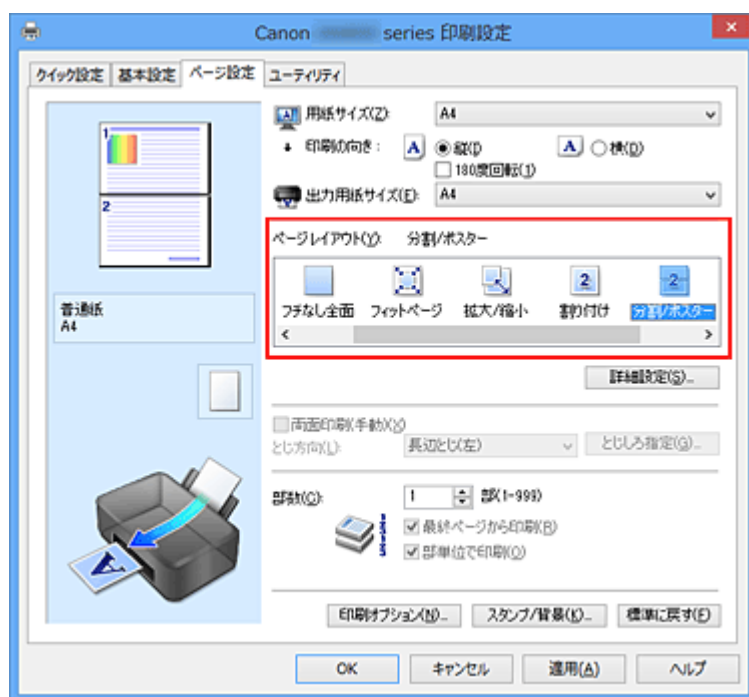 Canon series 印刷設定
クイック設定 基本設定 ページ設定 ユーティリティ
1
2
普通紙
A4
用紙サイズ(Z): A4
印刷の向き: A 縦(I) A 横(D)
180度回転(1)
出力用紙サイズ(E): A4
ページレイアウト(Y): 分割/ポスター
2 2
フチなし全面 フィットページ 拡大/縮小 割り付け 分割/ポスター
詳細設定(S)...
両面印刷(手動)(X)
とじ方向(L): 長辺とじ(左) とじしろ指定(G)...
部数(C): 1 部(1-999)
最終ページから印刷(R)
部単位で印刷(O)
印刷オプション(N)... スタンプ/背景(K)... 標準に戻す(F)
OK キャンセル 適用(A) ヘルプ